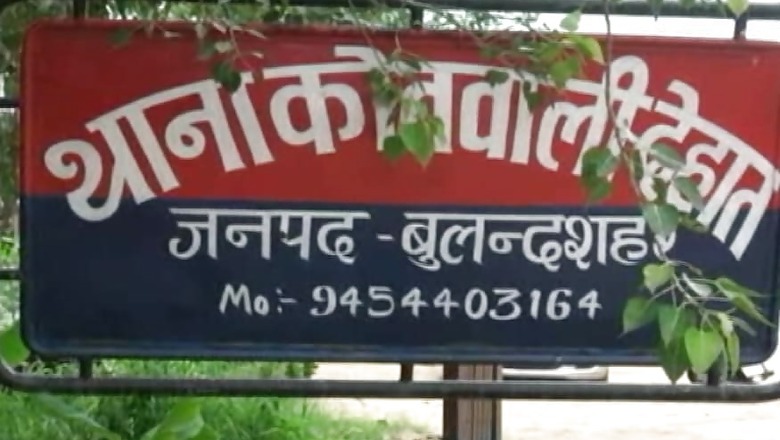 थाना कोतवाली देहात
जनपद - बुलन्दशहर
Mo:- 9454403164